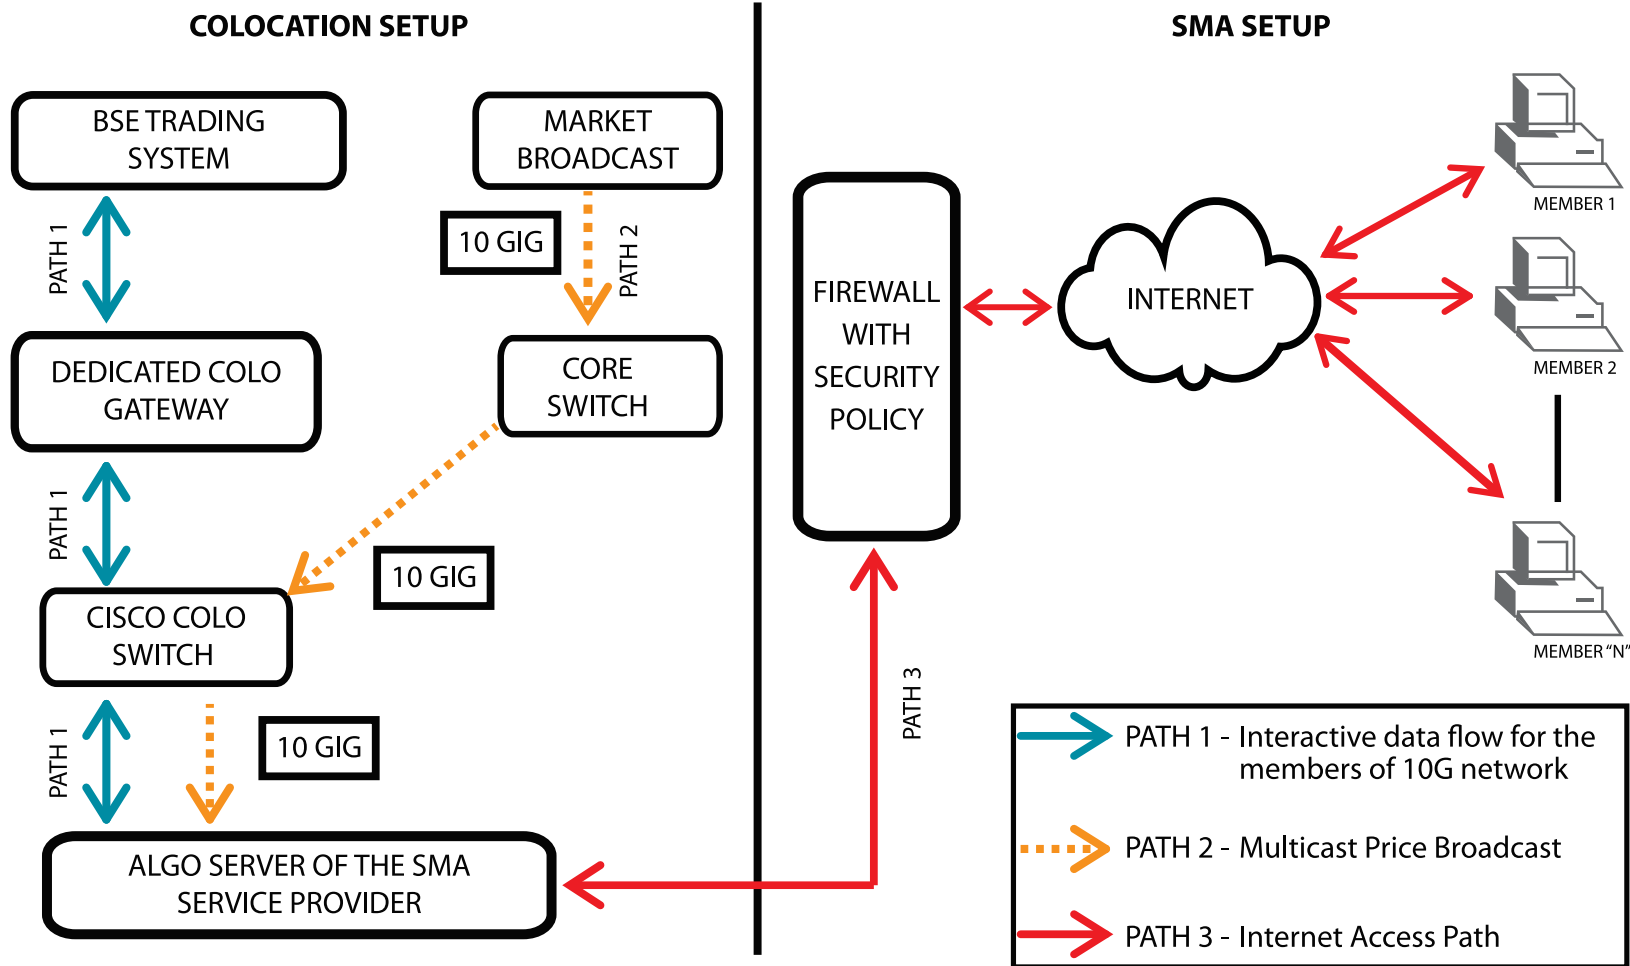 COLOCATION SETUP
SMA SETUP
BSE TRADING
SYSTEM
MARKET
BROADCAST
PATH 1
10 GIG
PATH 2
DEDICATED COLO
GATEWAY
CORE
SWITCH
PATH 1
10 GIG
CISCO COLO
SWITCH
PATH 1
10 GIG
ALGO SERVER OF THE SMA
SERVICE PROVIDER
FIREWALL
WITH
SECURITY
POLICY
INTERNET
MEMBER 1
MEMBER 2
MEMBER "N"
PATH 3
PATH 1 - Interactive data flow for the
members of 10G network
PATH 2 - Multicast Price Broadcast
PATH 3 - Internet Access Path